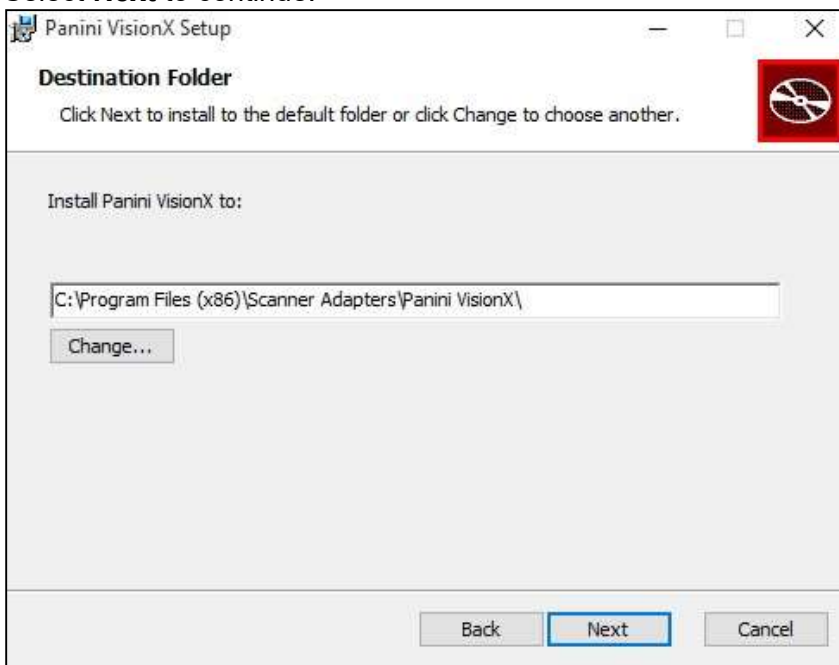 Select Next to continue.
Panini VisionX Setup
Destination Folder
Click Next to install to the default folder or click Change to choose another.
Install Panini VisionX to:
C:\Program Files (x86)\Scanner Adapters\Panini VisionX\
Change...
Back Next Cancel